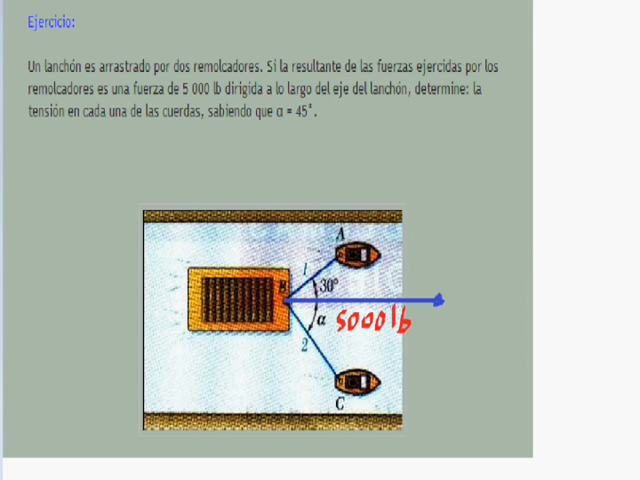 Ejercicio:
Un lanchón es arrastrado por dos remolcadores. Si la resultante de las fuerzas ejercidas por los
remolcadores es una fuerza de 5 000 lb dirigida a lo largo del eje del lanchón, determine: la
tensión en cada una de las cuerdas, sabiendo que α = 45°.
A
1
B
30°
α
5000 lb
2
C